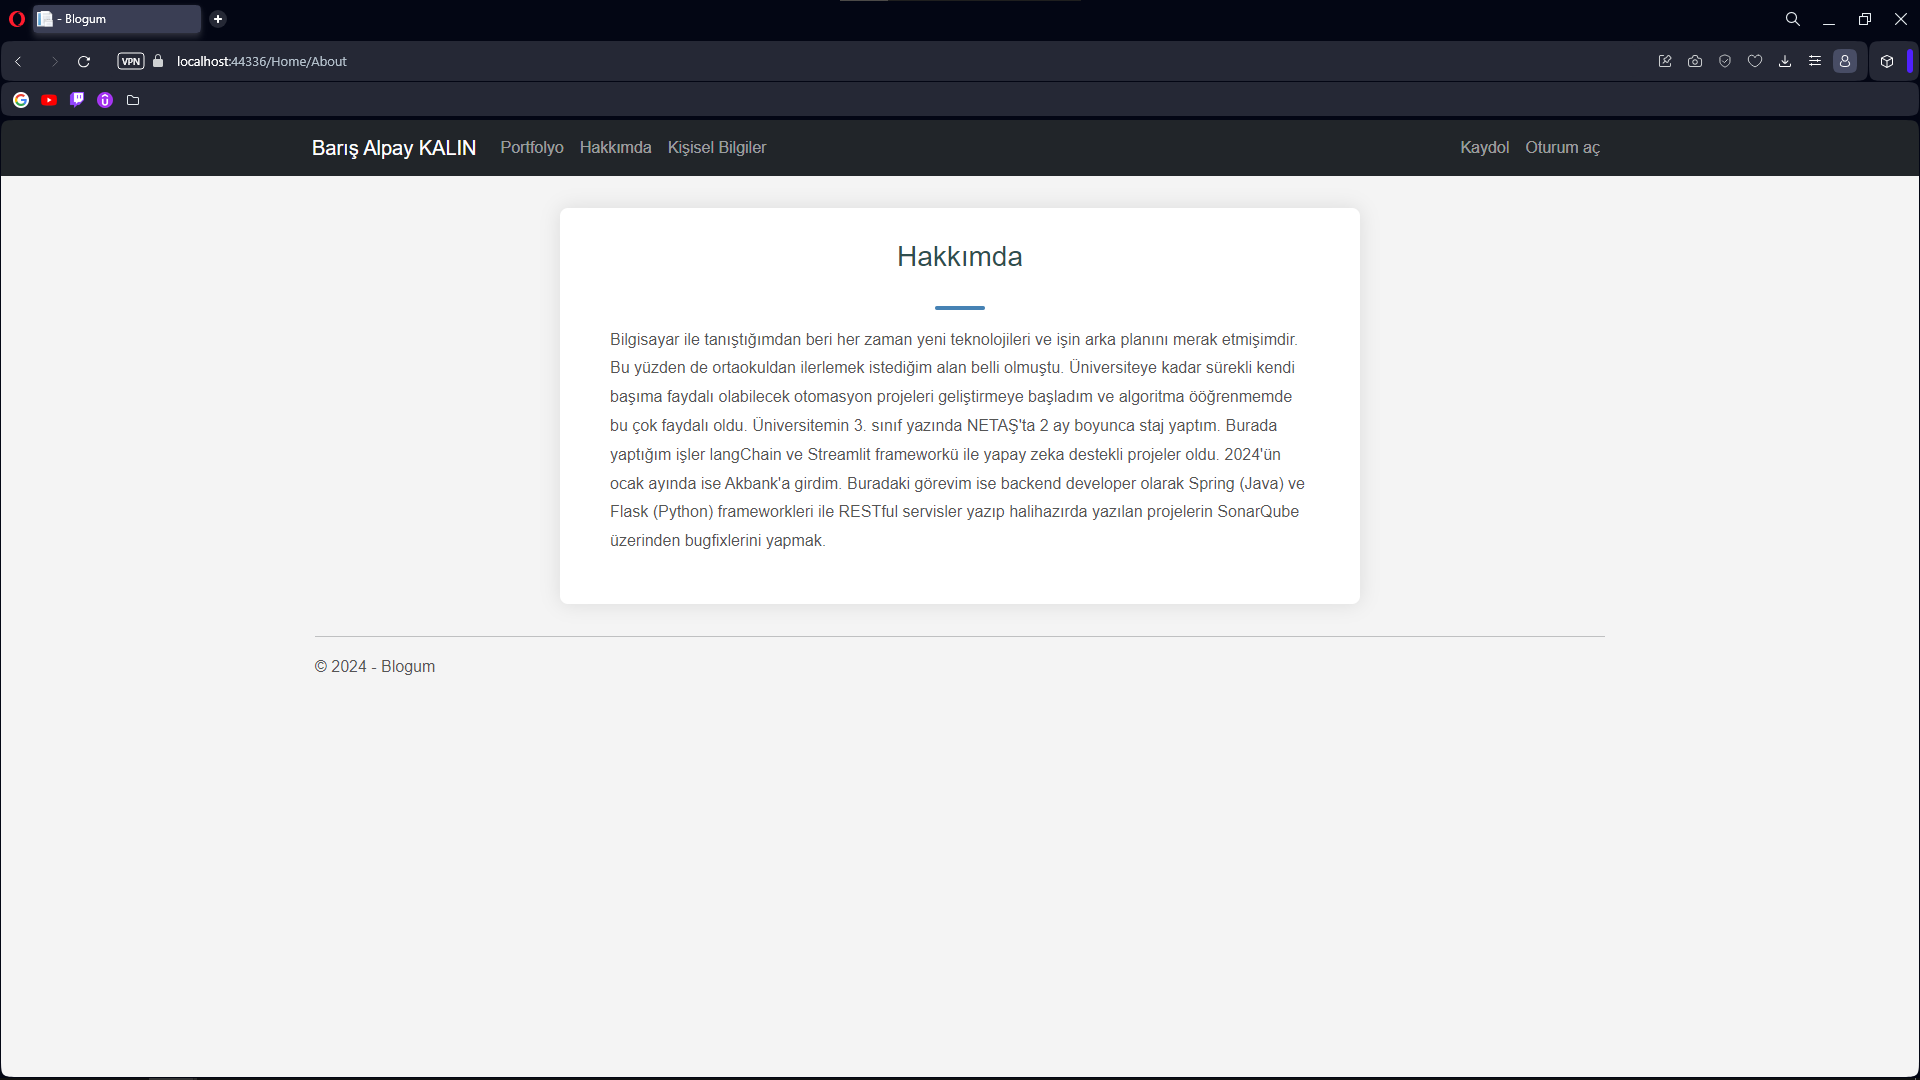 - Blogum
VPN
localhost:44336/Home/About
Barış Alpay KALIN
Portfolyo
Hakkımda
Kişisel Bilgiler
Kaydol
Oturum aç
Hakkımda
Bilgisayar ile tanıştığımdan beri her zaman yeni teknolojileri ve işin arka planını merak etmişimdir.
Bu yüzden de ortaokuldan ilerlemek istediğim alan belli olmuştu. Üniversiteye kadar sürekli kendi
başıma faydalı olabilecek otomasyon projeleri geliştirmeye başladım ve algoritma ööğrenmemde
bu çok faydalı oldu. Üniversitemin 3. sınıf yazında NETAŞ'ta 2 ay boyunca staj yaptım. Burada
yaptığım işler langChain ve Streamlit frameworkü ile yapay zeka destekli projeler oldu. 2024'ün
ocak ayında ise Akbank'a girdim. Buradaki görevim ise backend developer olarak Spring (Java) ve
Flask (Python) frameworkleri ile RESTful servisler yazıp halihazırda yazılan projelerin SonarQube
üzerinden bugfixlerini yapmak.
© 2024 - Blogum